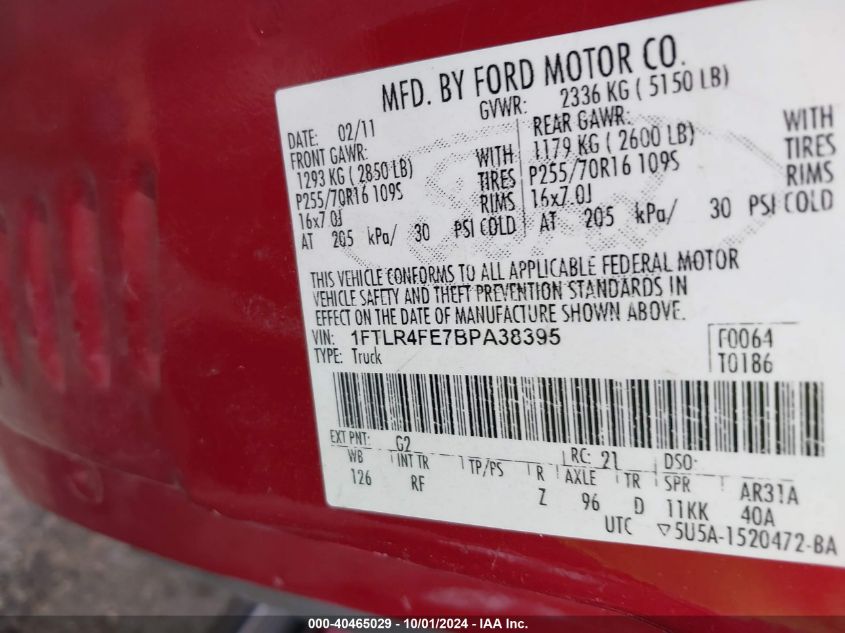 MFD. BY FORD MOTOR CO.
DATE: 02/11 GVWR: 2336 KG ( 5150 LB)
FRONT GAWR: REAR GAWR:
1293 KG ( 2850 LB) WITH 1179 KG ( 2600 LB) WITH
P255/70R16 109S TIRES P255/70R16 109S TIRES
16x7.0J RIMS 16x7.0J RIMS
AT 205 kPa/ 30 PSI COLD AT 205 kPa/ 30 PSI COLD
THIS VEHICLE CONFORMS TO ALL APPLICABLE FEDERAL MOTOR
VEHICLE SAFETY AND THEFT PREVENTION STANDARDS IN
EFFECT ON THE DATE OF MANUFACTURE SHOWN ABOVE.
VIN: 1FTLR4FE7BPA38395 F0064
TYPE: Truck T0186
EXT PNT: G2 RC: 21 DSO:
WB INT TR TP/PS R AXLE TR SPR AR31A
126 RF Z 96 D 11KK 40A
UTC ▽5U5A-1520472-BA
000-40465029 - 10/01/2024 - IAA Inc.